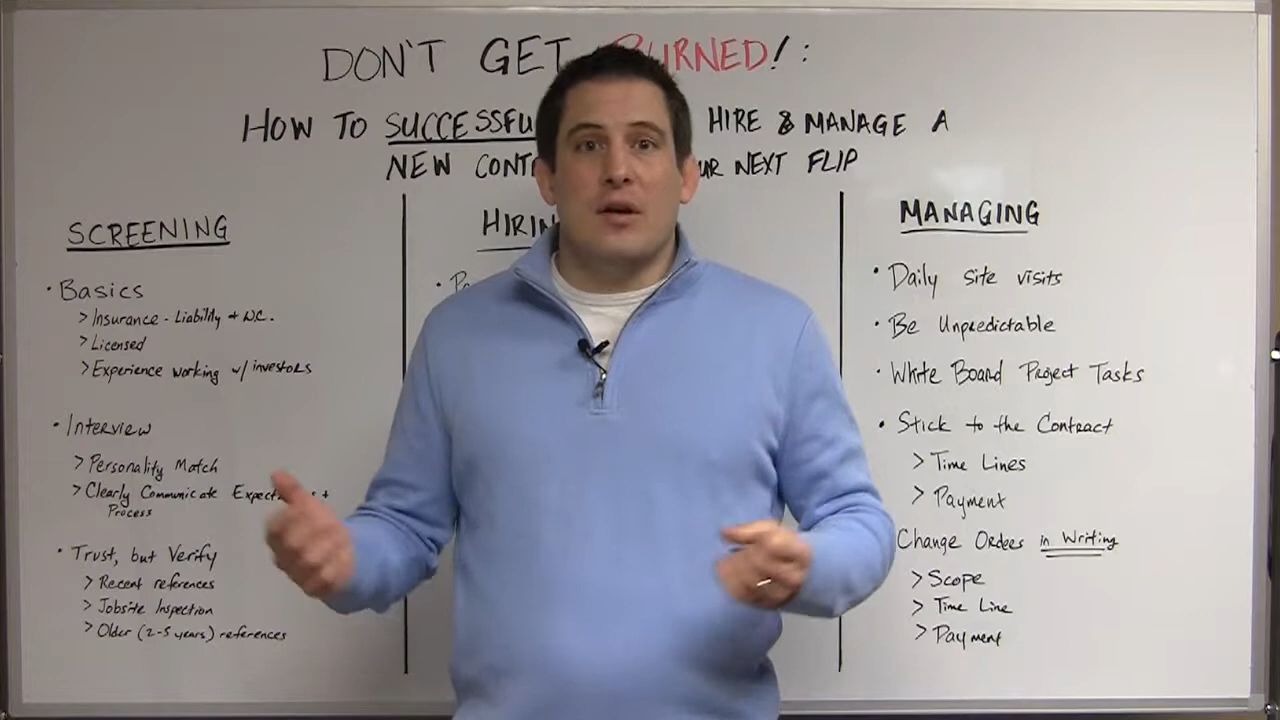 DON'T GET BURNED!:
HOW TO SUCCESSFU HIRE & MANAGE A
NEW CONT NEXT FLIP
SCREENING
• Basics
> Insurance - Liability + W.C.
> Licensed
> Experience working w/ investors
• Interview
> Personality Match
> Clearly Communicate
Process
• Trust, but Verify
> Recent references
> Jobsite Inspection
> Older (2-5 years) references
HIRIN
MANAGING
• Daily site visits
• Be Unpredictable
• White Board Project Tasks
• Stick to the Contract
> Time Lines
> Payment
Change Orders in Writing
> Scope
> Time Line
> Payment